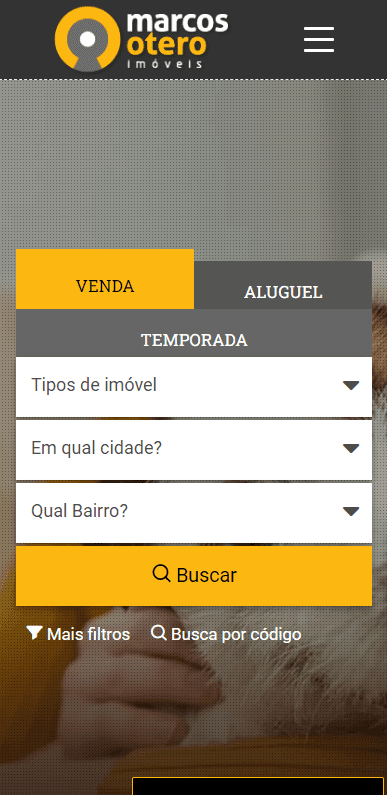 marcos
otero
imóveis
VENDA
ALUGUEL
TEMPORADA
Tipos de imóvel
Em qual cidade?
Qual Bairro?
Buscar
Mais filtros Busca por código